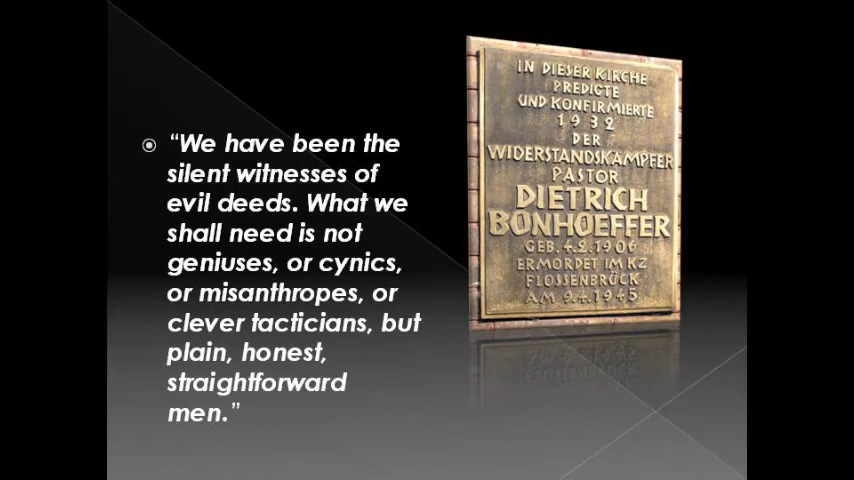 “We have been the
silent witnesses of
evil deeds. What we
shall need is not
geniuses, or cynics,
or misanthropes, or
clever tacticians, but
plain, honest,
straightforward
men.”
IN DIESER KIRCHE
PREDIGTE
UND KONFIRMIERTE
1932
DER
WIDERSTANDSKÄMPFER
PASTOR
DIETRICH
BONHOEFFER
GEB. 4.2.1906
ERMORDET IM KZ
FLOSSENBRÜCK
AM 9.4.1945